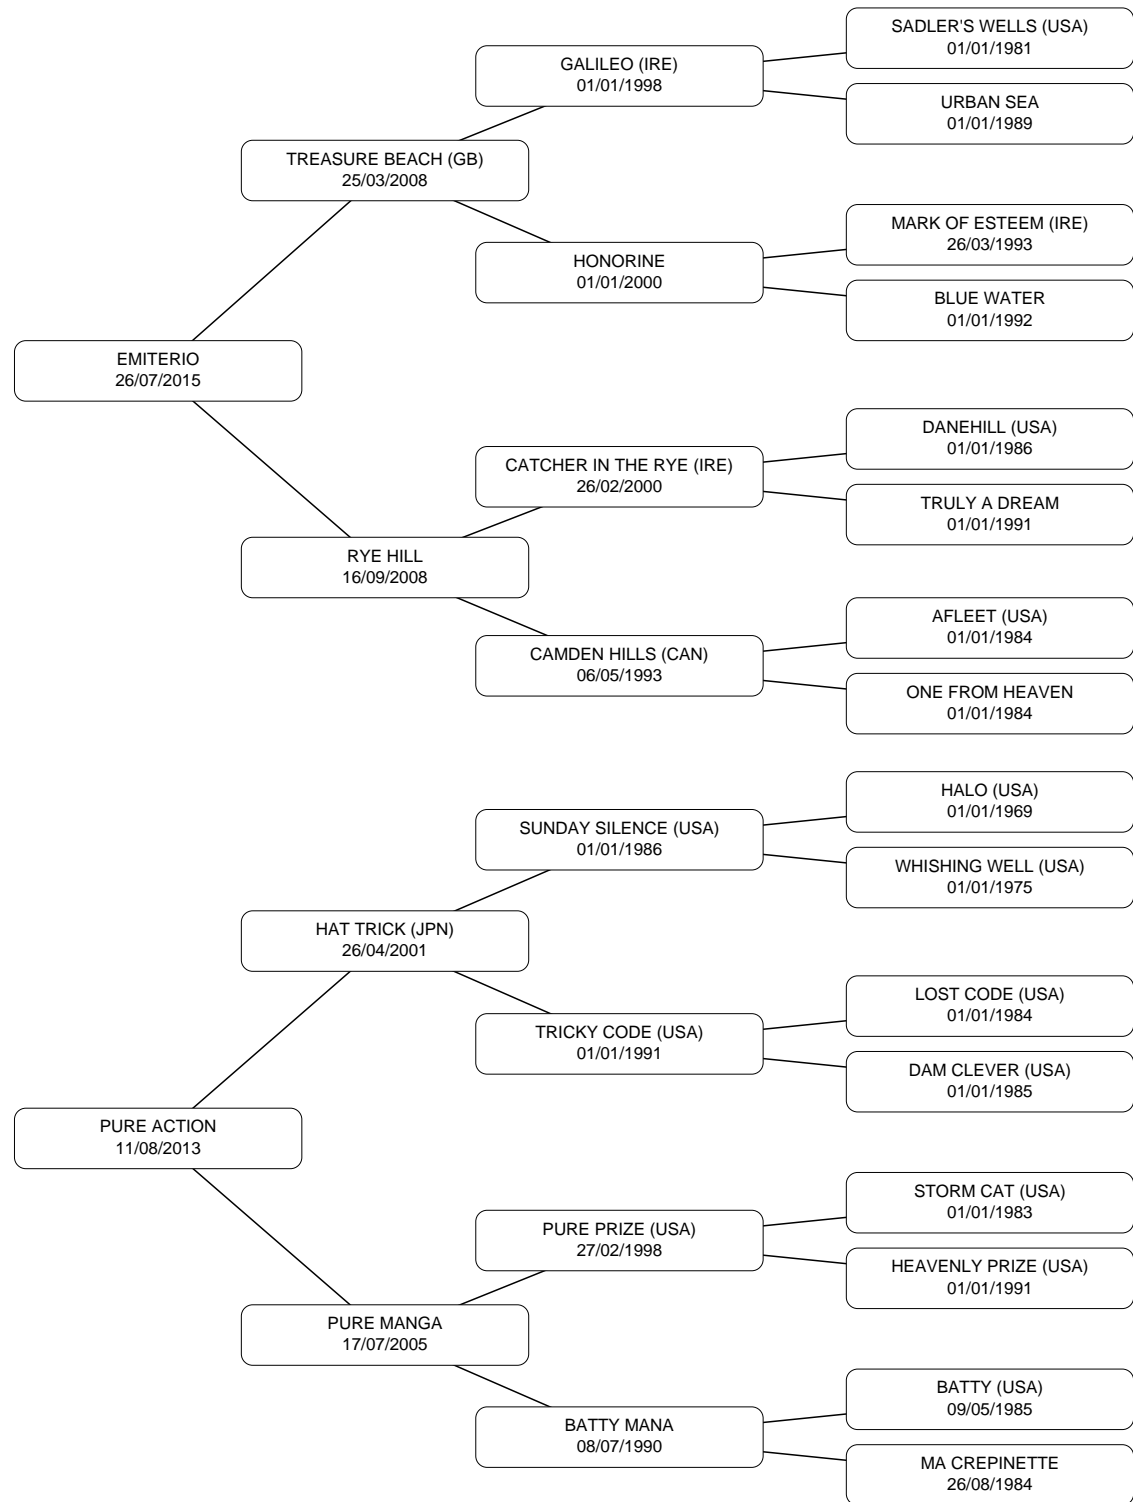 SADLER'S WELLS (USA)
01/01/1981
GALILEO (IRE)
01/01/1998
URBAN SEA
01/01/1989
TREASURE BEACH (GB)
25/03/2008
MARK OF ESTEEM (IRE)
26/03/1993
HONORINE
01/01/2000
BLUE WATER
01/01/1992
EMITERIO
26/07/2015
DANEHILL (USA)
01/01/1986
CATCHER IN THE RYE (IRE)
26/02/2000
TRULY A DREAM
01/01/1991
RYE HILL
16/09/2008
AFLEET (USA)
01/01/1984
CAMDEN HILLS (CAN)
06/05/1993
ONE FROM HEAVEN
01/01/1984
HALO (USA)
01/01/1969
SUNDAY SILENCE (USA)
01/01/1986
WHISHING WELL (USA)
01/01/1975
HAT TRICK (JPN)
26/04/2001
LOST CODE (USA)
01/01/1984
TRICKY CODE (USA)
01/01/1991
DAM CLEVER (USA)
01/01/1985
PURE ACTION
11/08/2013
STORM CAT (USA)
01/01/1983
PURE PRIZE (USA)
27/02/1998
HEAVENLY PRIZE (USA)
01/01/1991
PURE MANGA
17/07/2005
BATTY (USA)
09/05/1985
BATTY MANA
08/07/1990
MA CREPINETTE
26/08/1984